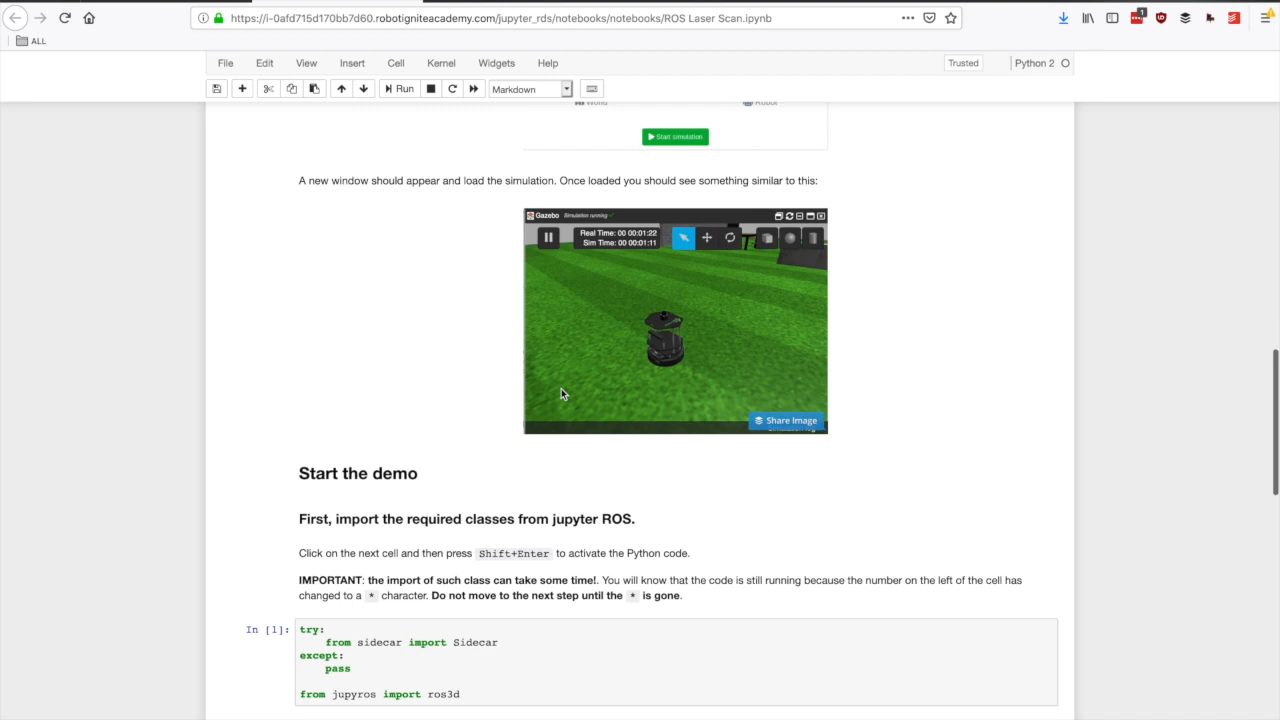 https://i-0afd715d170bb7d60.robotigniteacademy.com/jupyter_rds/notebooks/notebooks/ROS Laser Scan.ipynb
1
ALL
File Edit View Insert Cell Kernel Widgets Help Trusted Python 2
Run Markdown
World Robot
Start simulation
A new window should appear and load the simulation. Once loaded you should see something similar to this:
Gazebo Simulation running
Real Time: 00 00:01:22
Sim Time: 00 00:01:11
Share Image
Start the demo
First, import the required classes from jupyter ROS.
Click on the next cell and then press Shift+Enter to activate the Python code.
IMPORTANT: the import of such class can take some time!. You will know that the code is still running because the number on the left of the cell has
changed to a * character. Do not move to the next step until the * is gone.
In [1]: try:
from sidecar import Sidecar
except:
pass
from jupyros import ros3d